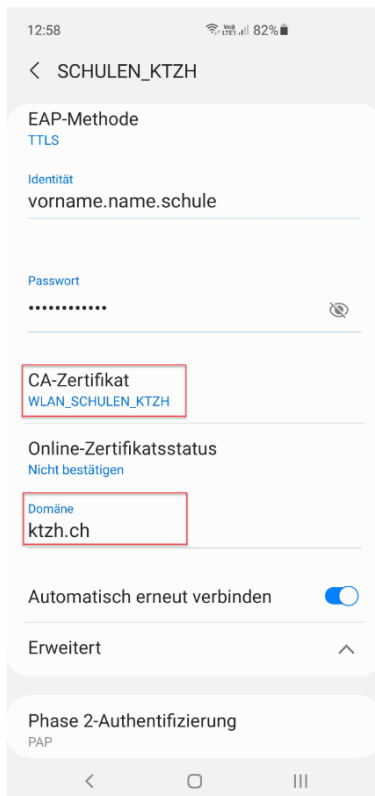 12:58 82%
SCHULEN_KTZH
EAP-Methode
TTLS
Identität
vorname.name.schule
Passwort
••••••••••••
CA-Zertifikat
WLAN_SCHULEN_KTZH
Online-Zertifikatsstatus
Nicht bestätigen
Domäne
ktzh.ch
Automatisch erneut verbinden
Erweitert
Phase 2-Authentifizierung
PAP